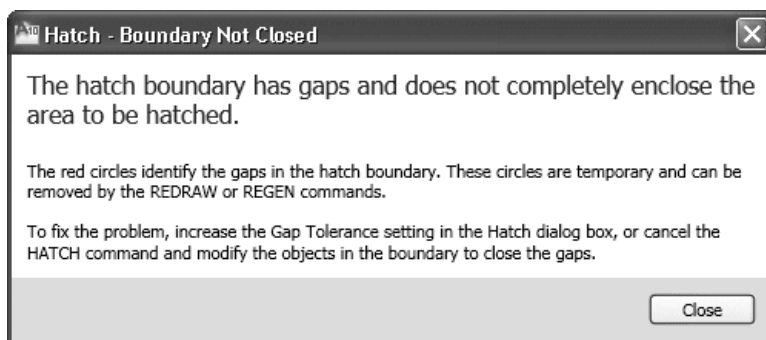 A10 Hatch - Boundary Not Closed
The hatch boundary has gaps and does not completely enclose the
area to be hatched.
The red circles identify the gaps in the hatch boundary. These circles are temporary and can be
removed by the REDRAW or REGEN commands.
To fix the problem, increase the Gap Tolerance setting in the Hatch dialog box, or cancel the
HATCH command and modify the objects in the boundary to close the gaps.
Close